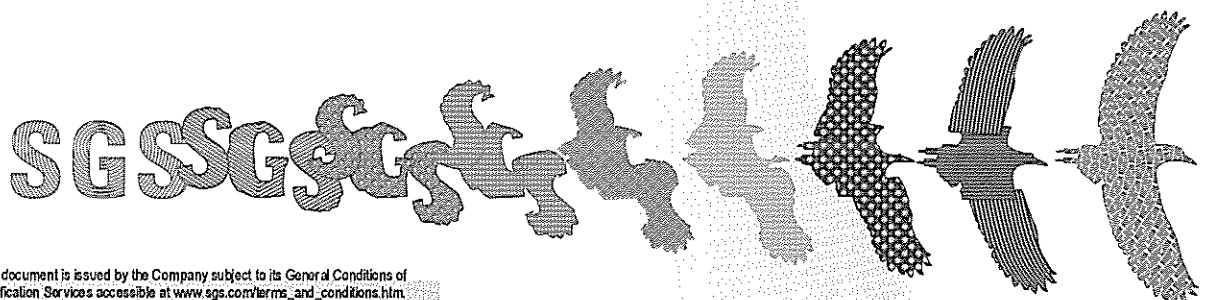 SGSSGSGS
document is issued by the Company subject to its General Conditions of
fication Services accessible at www.sgs.com/terms_and_conditions.htm.